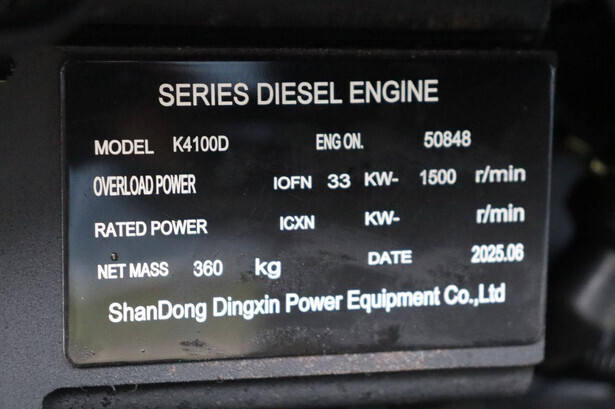 SERIES DIESEL ENGINE
MODEL K4100D ENG ON. 50848
OVERLOAD POWER IOFN 33 KW- 1500 r/min
RATED POWER ICXN KW- r/min
NET MASS 360 kg DATE 2025.06
ShanDong Dingxin Power Equipment Co.,Ltd